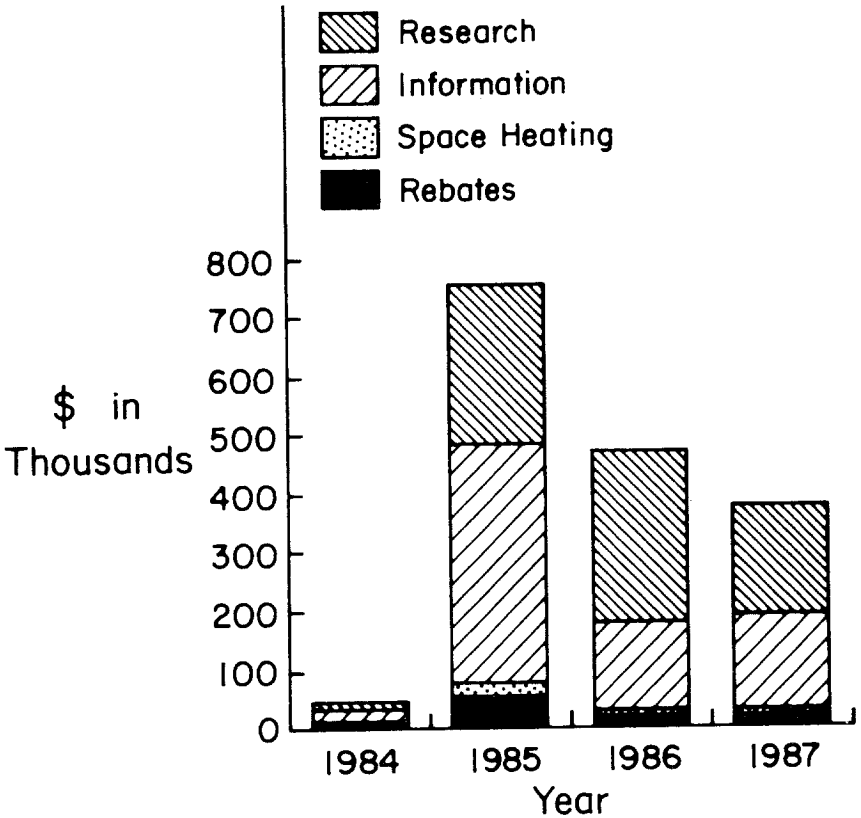 Research
Information
Space Heating
Rebates
800
700
600
500
400
300
200
100
0
$ in
Thousands
1984 1985 1986 1987
Year